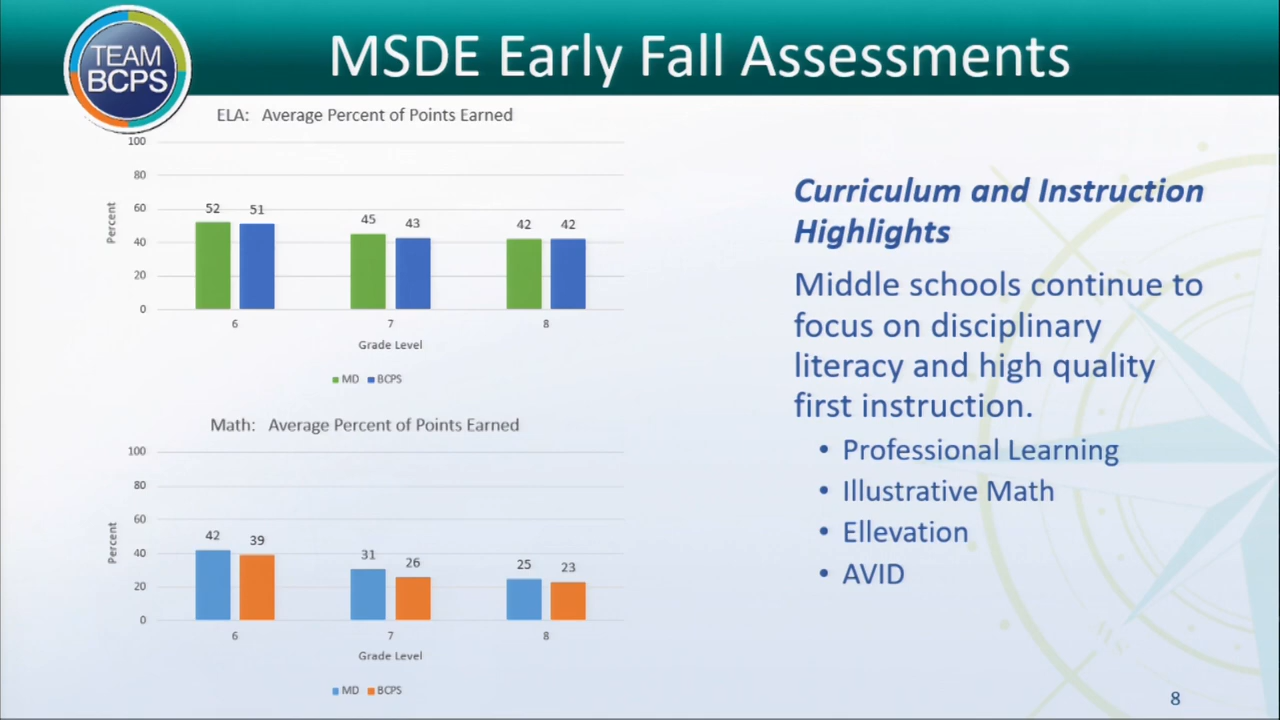 TEAM
BCPS
MSDE Early Fall Assessments
ELA: Average Percent of Points Earned
100
80
60
40
20
0
Percent
52
51
45
43
42
42
6
7
8
Grade Level
MD
BCPS
Math: Average Percent of Points Earned
100
80
60
40
20
0
Percent
42
39
31
26
25
23
6
7
8
Grade Level
MD
BCPS
Curriculum and Instruction
Highlights
Middle schools continue to
focus on disciplinary
literacy and high quality
first instruction.
• Professional Learning
• Illustrative Math
• Ellevation
• AVID
8